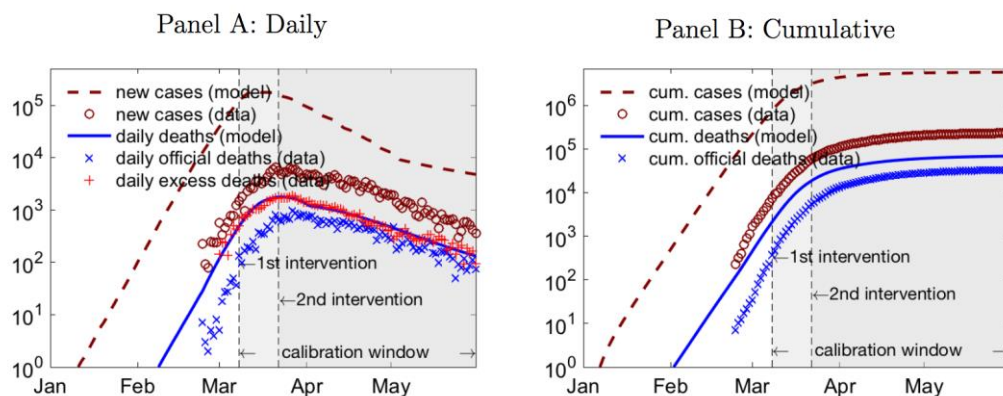 Panel A: Daily
10^5
10^4
10^3
10^2
10^1
10^0
new cases (model)
new cases (data)
daily deaths (model)
daily official deaths (data)
daily excess deaths (data)
←1st intervention
←2nd intervention
← calibration window →
Jan Feb Mar Apr May
Panel B: Cumulative
10^6
10^5
10^4
10^3
10^2
10^1
10^0
cum. cases (model)
cum. cases (data)
cum. deaths (model)
cum. official deaths (data)
←1st intervention
←2nd intervention
← calibration window →
Jan Feb Mar Apr May